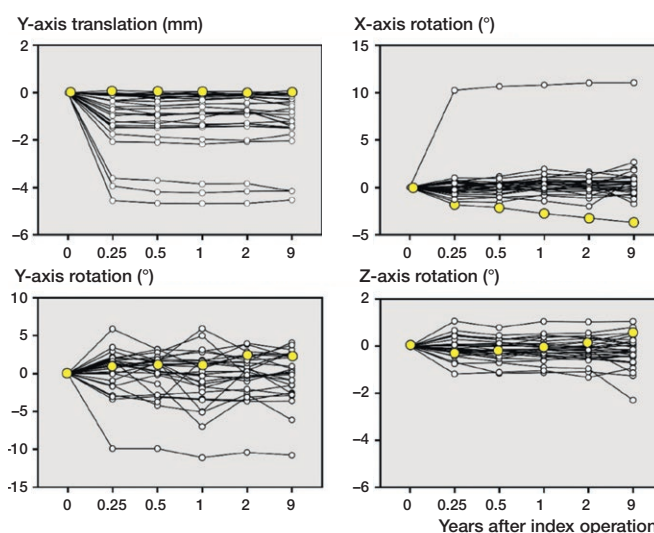 Y-axis translation (mm)
2
0
−2
−4
−6
0 0.25 0.5 1 2 9
X-axis rotation (°)
15
10
5
0
−5
0 0.25 0.5 1 2 9
Y-axis rotation (°)
10
5
0
-5
-10
-15
0 0.25 0.5 1 2 9
Z-axis rotation (°)
2
0
−2
−4
−6
0 0.25 0.5 1 2 9
Years after index operation